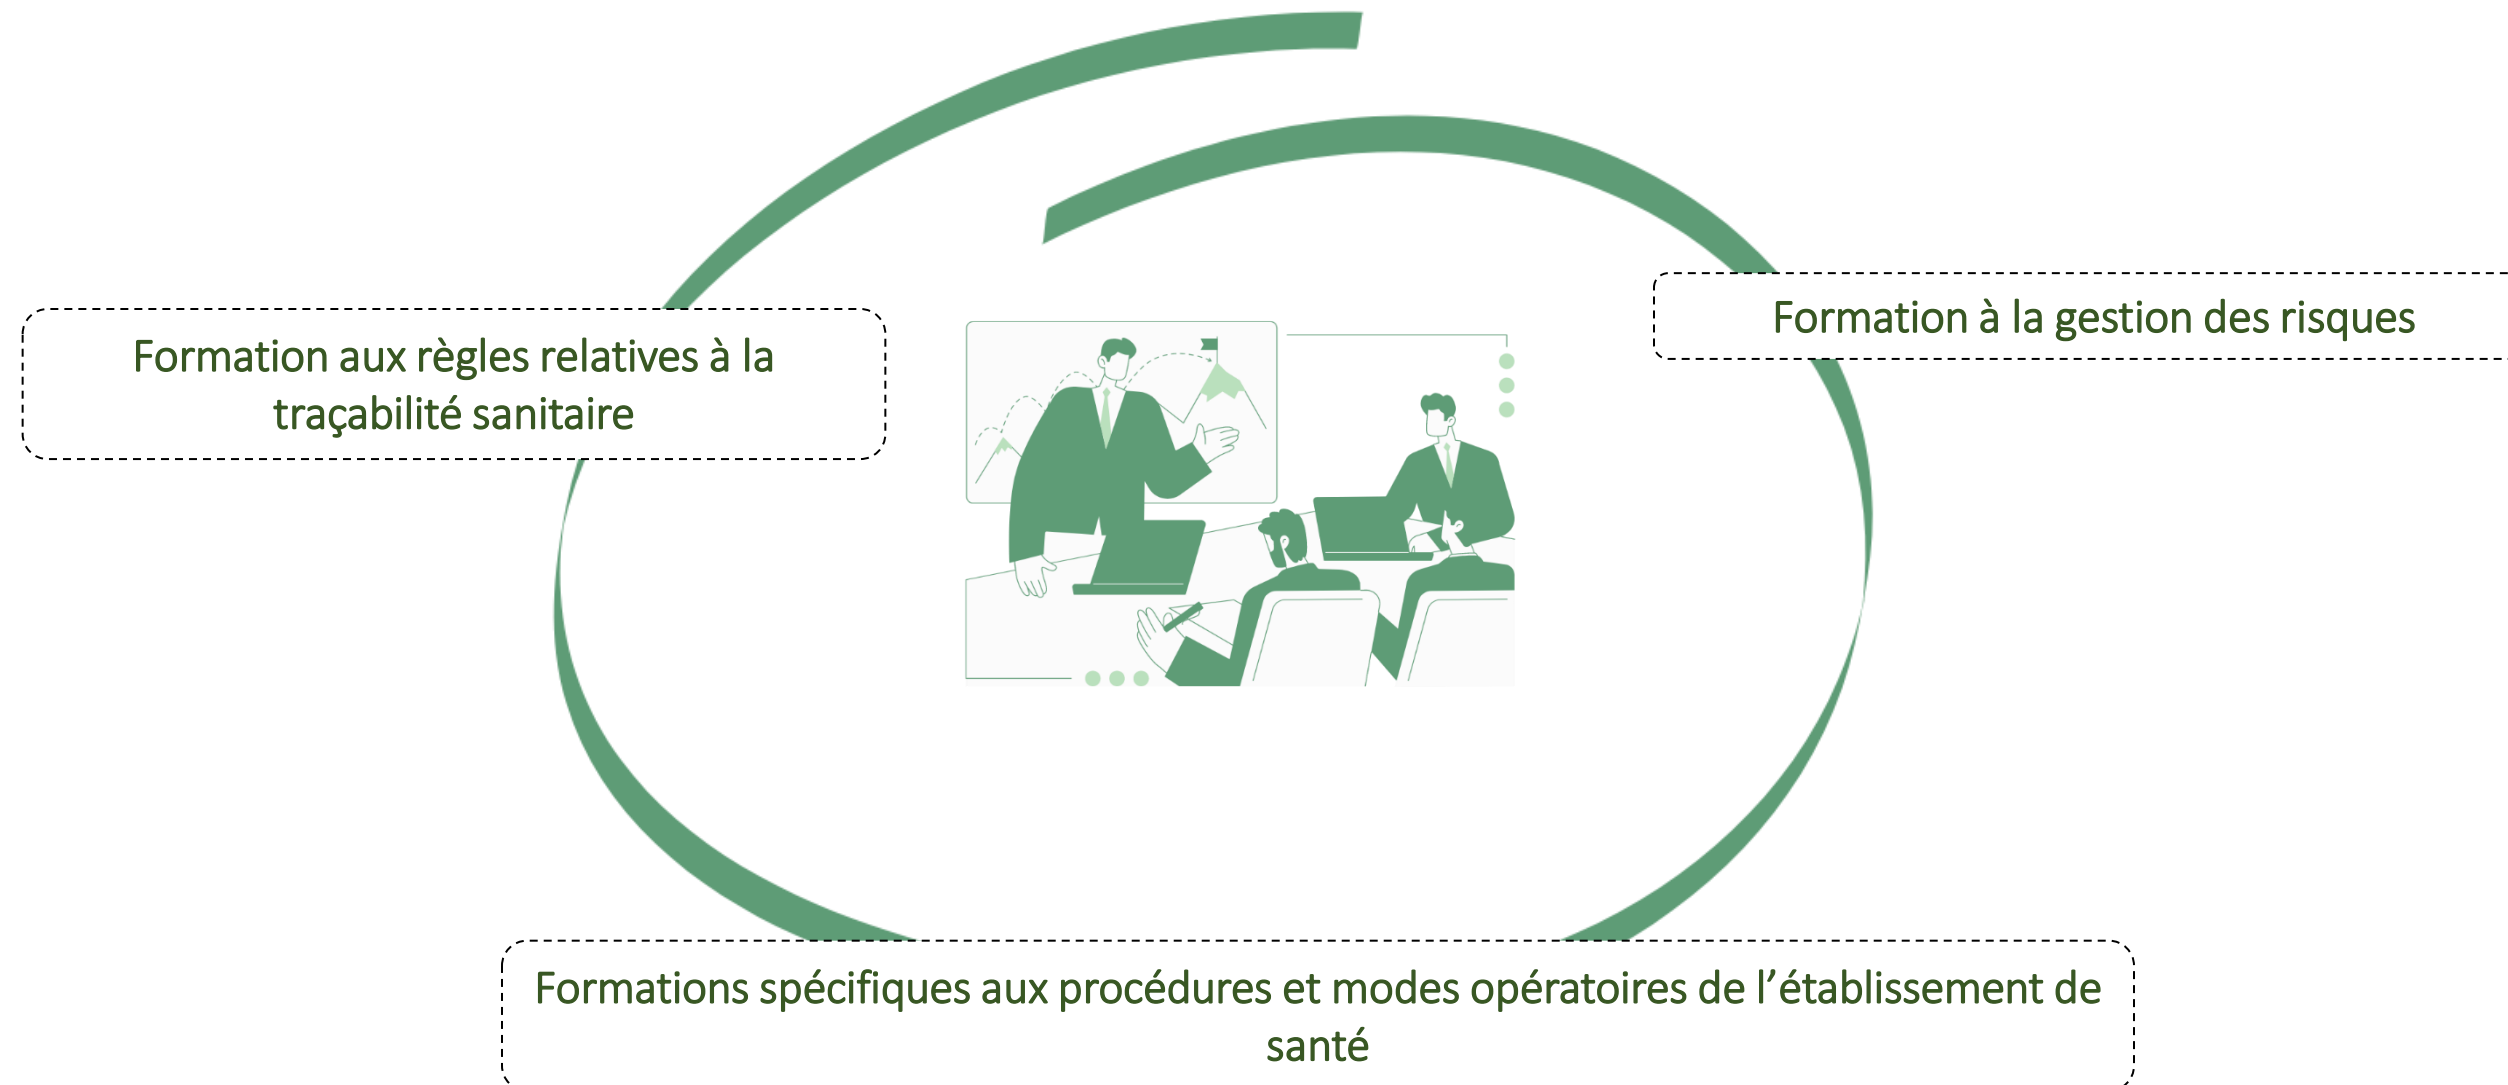 Formation à la gestion des risques
Formation aux règles relatives à la
traçabilité sanitaire
Formations spécifiques aux procédures et modes opératoires de l’établissement de
santé